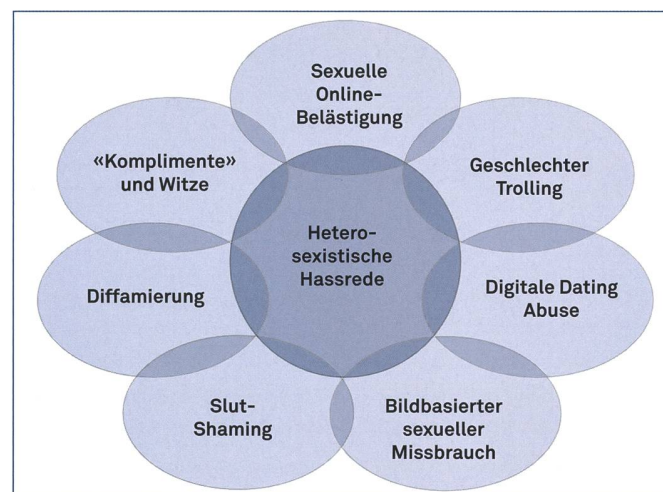 Sexuelle
Online-
Belästigung
«Komplimente»
und Witze
Geschlechter
Trolling
Hetero-
sexistische
Hassrede
Diffamierung
Digitale Dating
Abuse
Slut-
Shaming
Bildbasierter
sexueller
Missbrauch